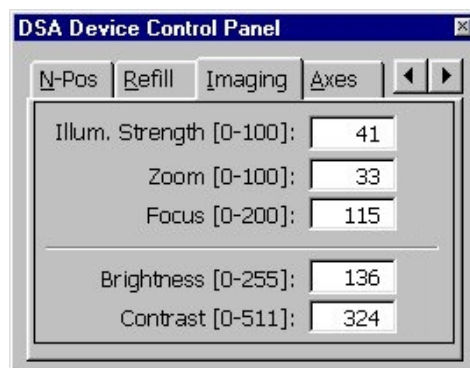 DSA Device Control Panel
N-Pos Refill Imaging Axes
Illum. Strength [0-100]: 41
Zoom [0-100]: 33
Focus [0-200]: 115
Brightness [0-255]: 136
Contrast [0-511]: 324